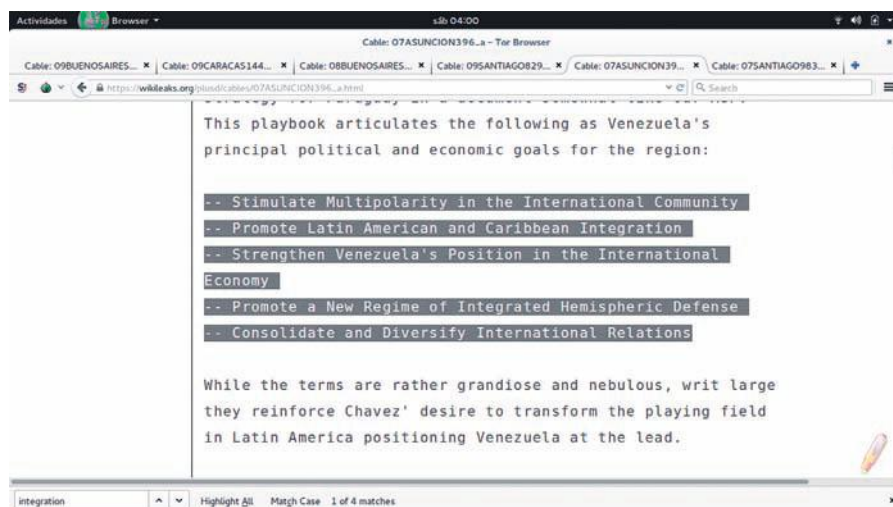 Actividades Browser sáb 04:00
Cable: 07ASUNCION396_a – Tor Browser
Cable: 09BUENOSAIRES... Cable: 09CARACAS144... Cable: 08BUENOSAIRES... Cable: 09SANTIAGO829... Cable: 07ASUNCION39... Cable: 07SANTIAGO983...
https://wikileaks.org/plusd/cables/07ASUNCION396_a.html Search
This playbook articulates the following as Venezuela's
principal political and economic goals for the region:
-- Stimulate Multipolarity in the International Community
-- Promote Latin American and Caribbean Integration
-- Strengthen Venezuela's Position in the International
Economy
-- Promote a New Regime of Integrated Hemispheric Defense
-- Consolidate and Diversify International Relations
While the terms are rather grandiose and nebulous, writ large
they reinforce Chavez' desire to transform the playing field
in Latin America positioning Venezuela at the lead.
integration Highlight All Match Case 1 of 4 matches